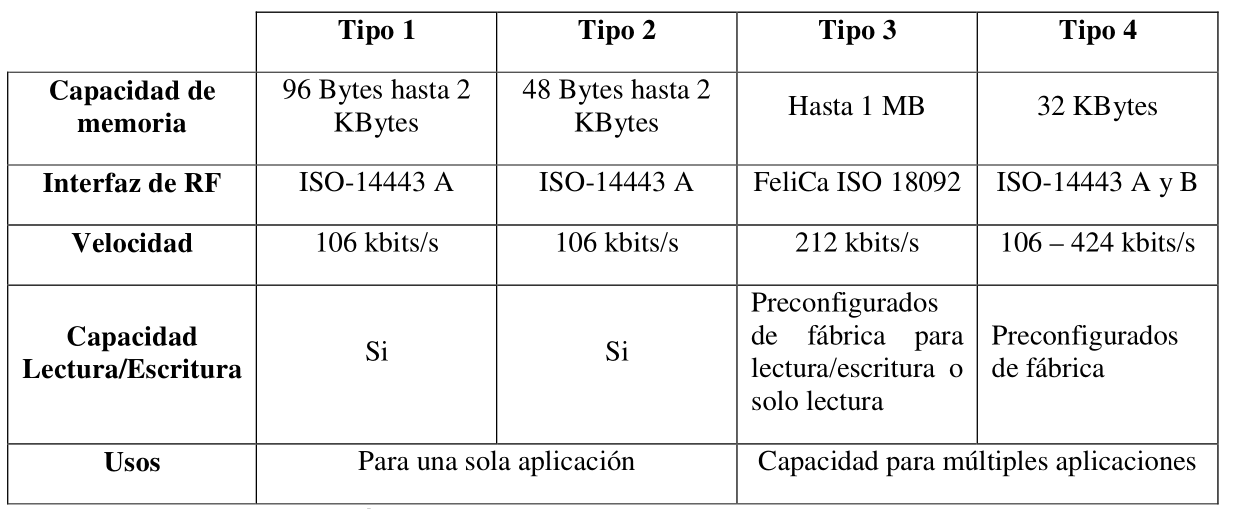 Tipo 1 Tipo 2 Tipo 3 Tipo 4
Capacidad de memoria 96 Bytes hasta 2 KBytes 48 Bytes hasta 2 KBytes Hasta 1 MB 32 KBytes
Interfaz de RF ISO-14443 A ISO-14443 A FeliCa ISO 18092 ISO-14443 A y B
Velocidad 106 kbits/s 106 kbits/s 212 kbits/s 106 – 424 kbits/s
Capacidad Lectura/Escritura Si Si Preconfigurados de fábrica para lectura/escritura o solo lectura Preconfigurados de fábrica
Usos Para una sola aplicación Capacidad para múltiples aplicaciones